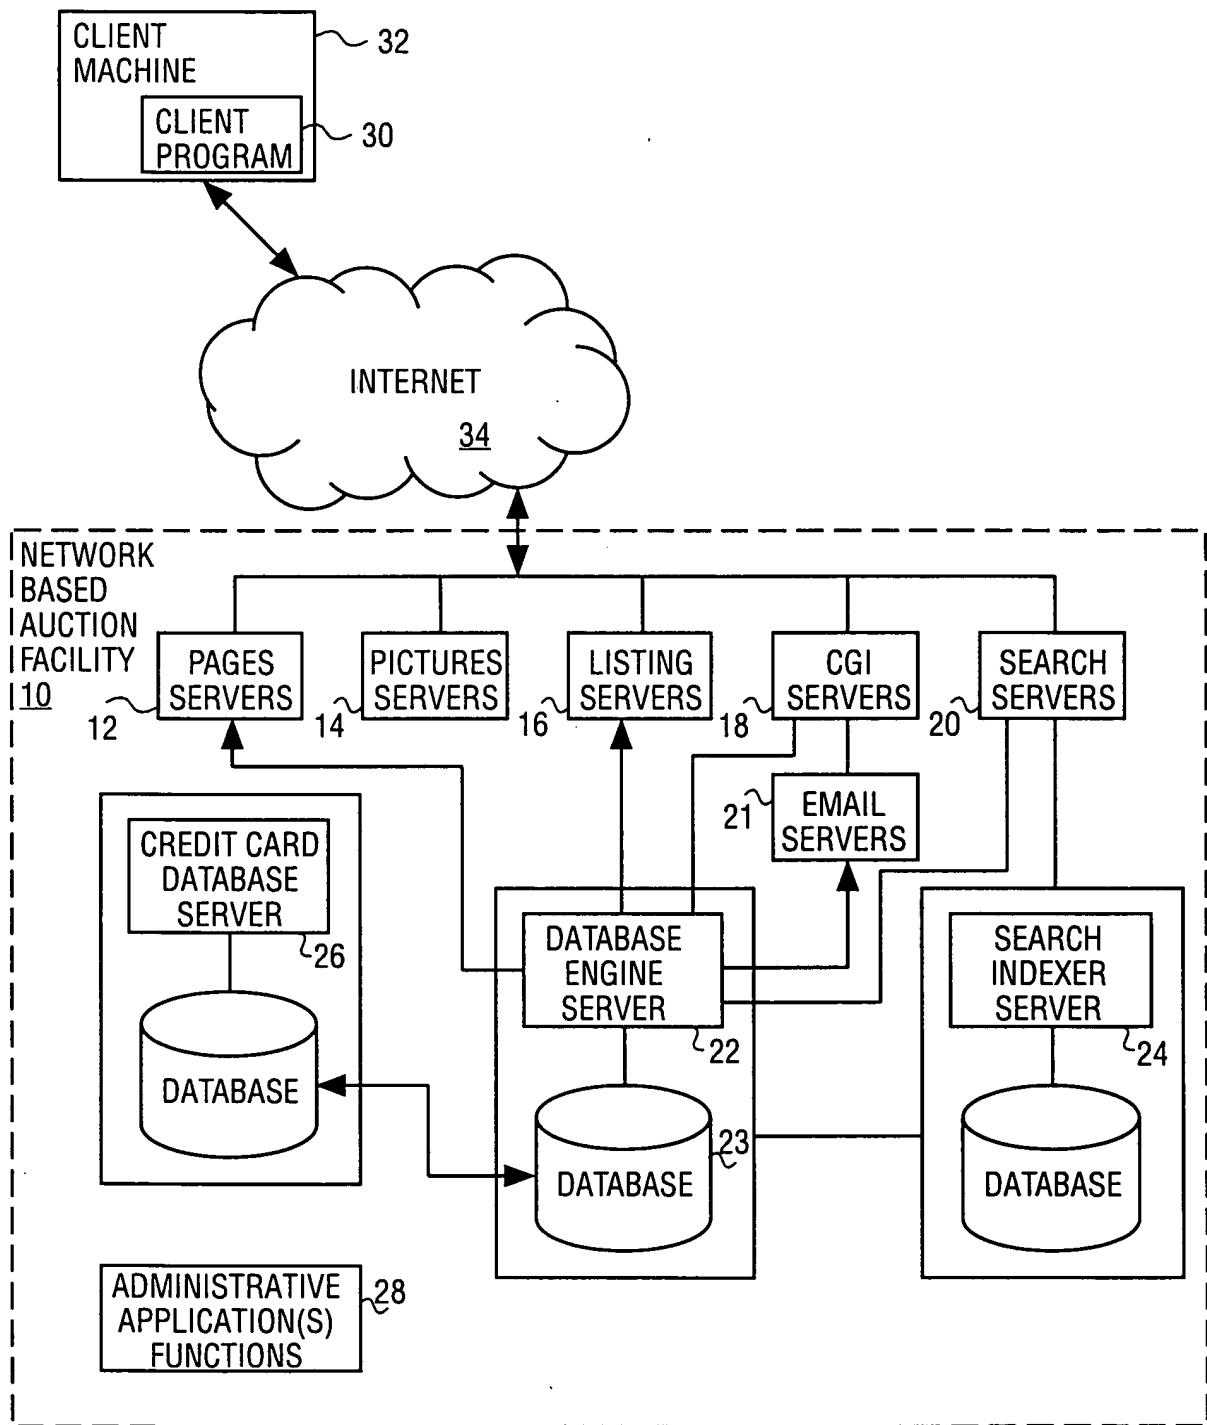 CLIENT
MACHINE
32
CLIENT
PROGRAM
30
INTERNET
34
NETWORK
BASED
AUCTION
FACILITY
10
PAGES
SERVERS
12
PICTURES
SERVERS
14
LISTING
SERVERS
16
CGI
SERVERS
18
SEARCH
SERVERS
20
EMAIL
SERVERS
21
CREDIT CARD
DATABASE
SERVER
26
DATABASE
DATABASE
ENGINE
SERVER
22
DATABASE
23
SEARCH
INDEXER
SERVER
24
DATABASE
ADMINISTRATIVE
APPLICATION(S)
FUNCTIONS
28